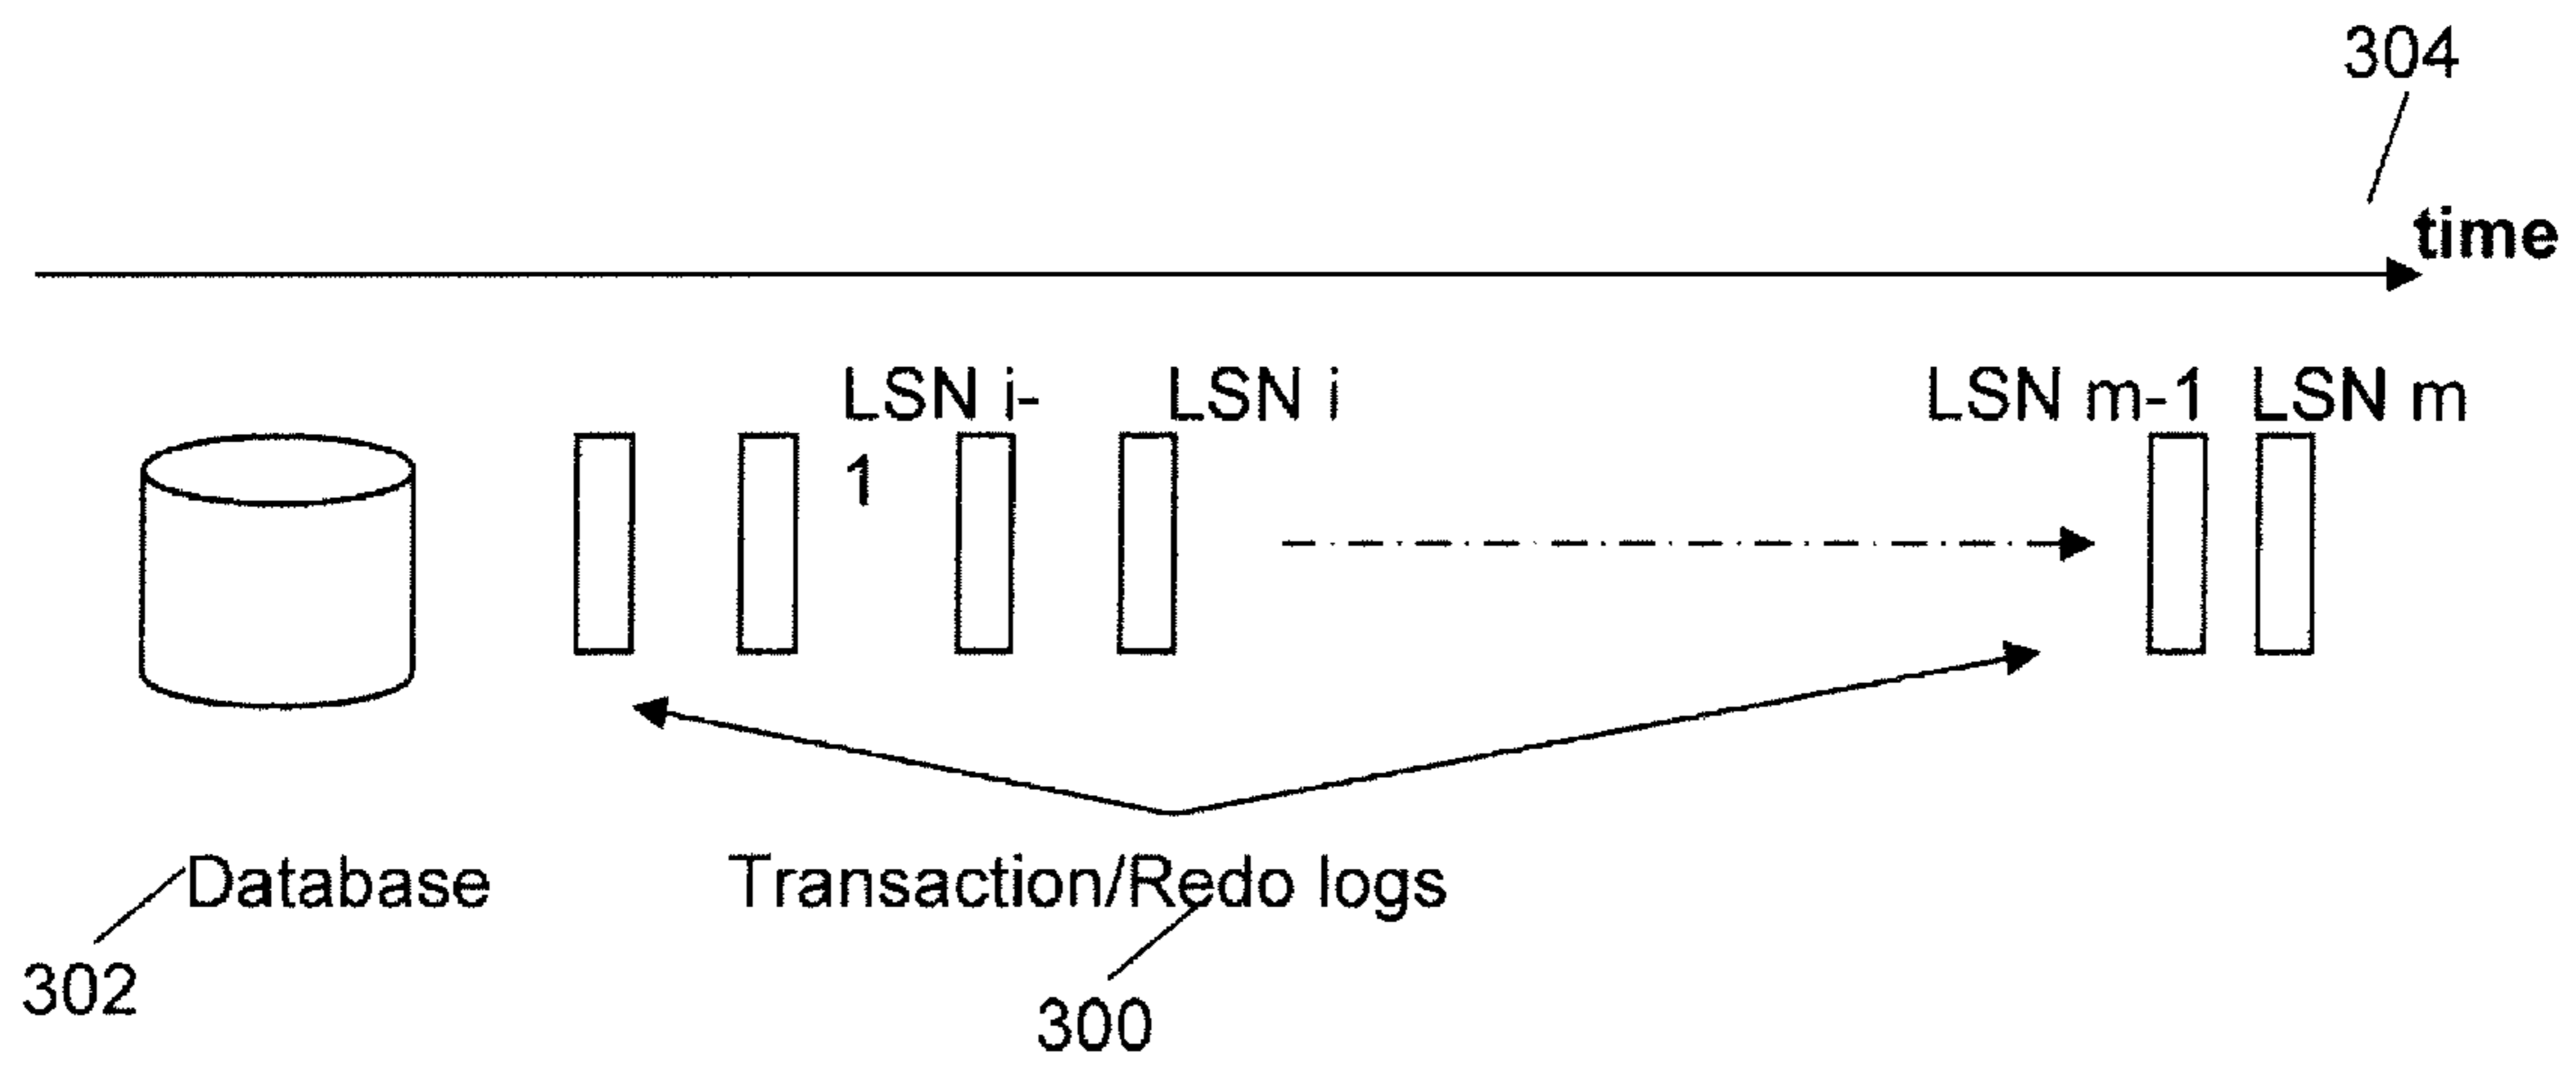 304
time
LSN i-
1
LSN i
LSN m-1
LSN m
Database
Transaction/Redo logs
302
300